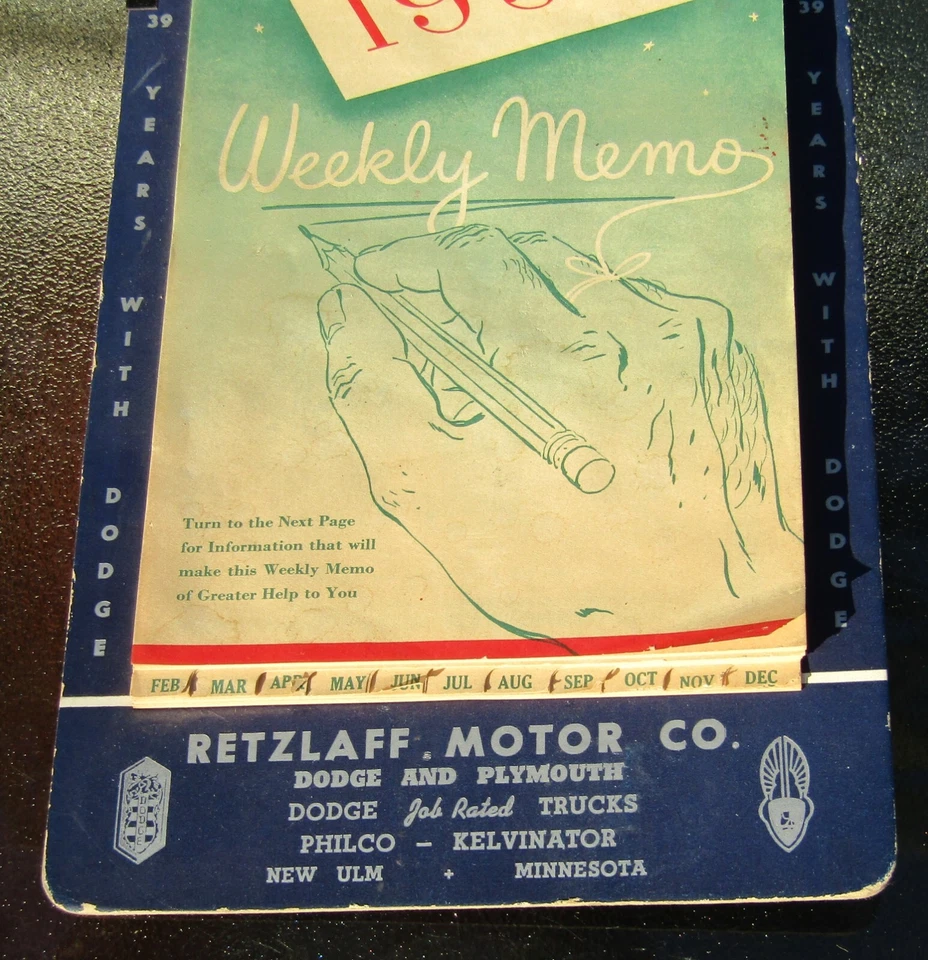 39
39
YEARS WITH DODGE
YEARS WITH DODGE
Weekly Memo
Turn to the Next Page
for Information that will
make this Weekly Memo
of Greater Help to You
FEB MAR APR MAY JUN JUL AUG SEP OCT NOV DEC
RETZLAFF MOTOR CO.
DODGE AND PLYMOUTH
DODGE Job Rated TRUCKS
PHILCO – KELVINATOR
NEW ULM + MINNESOTA
DODGE